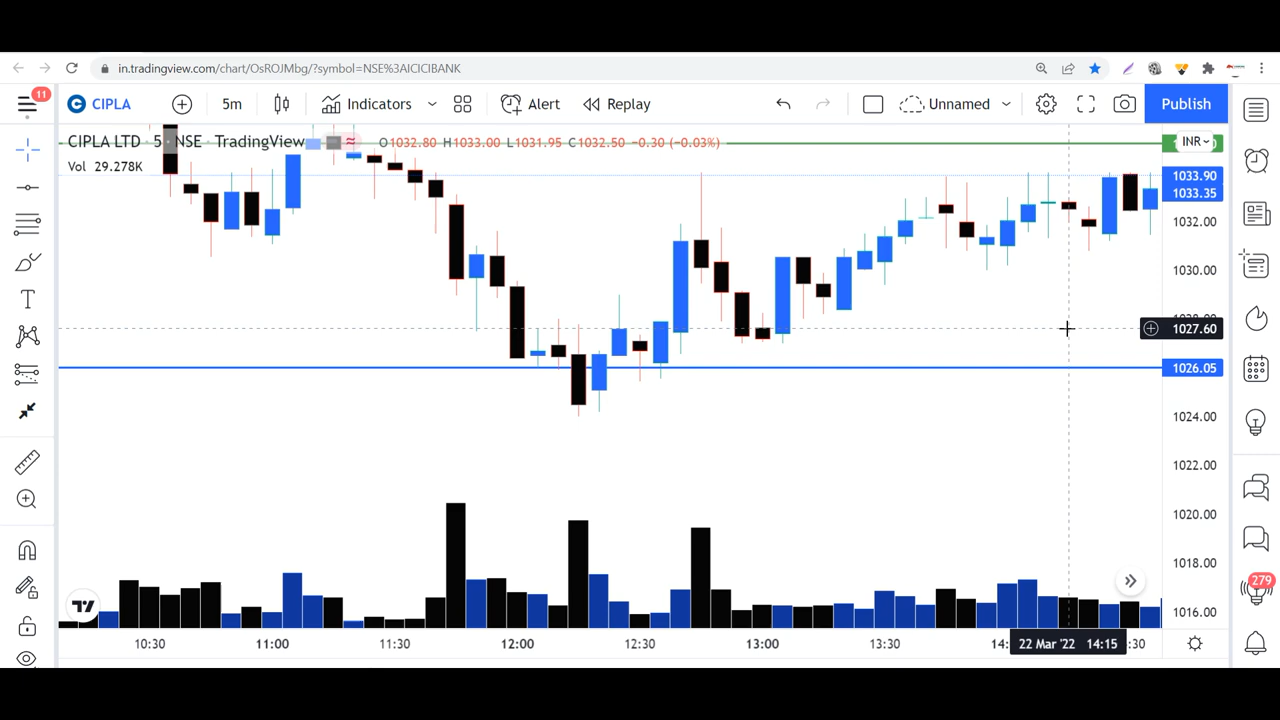 in.tradingview.com/chart/OsROJMbg/?symbol=NSE%3AICICIBANK
11
CIPLA
5m
Indicators
Alert
Replay
Unnamed
Publish
CIPLA LTD · 5 · NSE TradingView
O1032.80 H1033.00 L1031.95 C1032.50 −0.30 (−0.03%)
INR
Vol 29.278K
1033.90
1033.35
1032.00
1030.00
1027.60
1026.05
1024.00
1022.00
1020.00
1018.00
1016.00
279
10:30 11:00 11:30 12:00 12:30 13:00 13:30 14: 22 Mar '22 14:15 :30